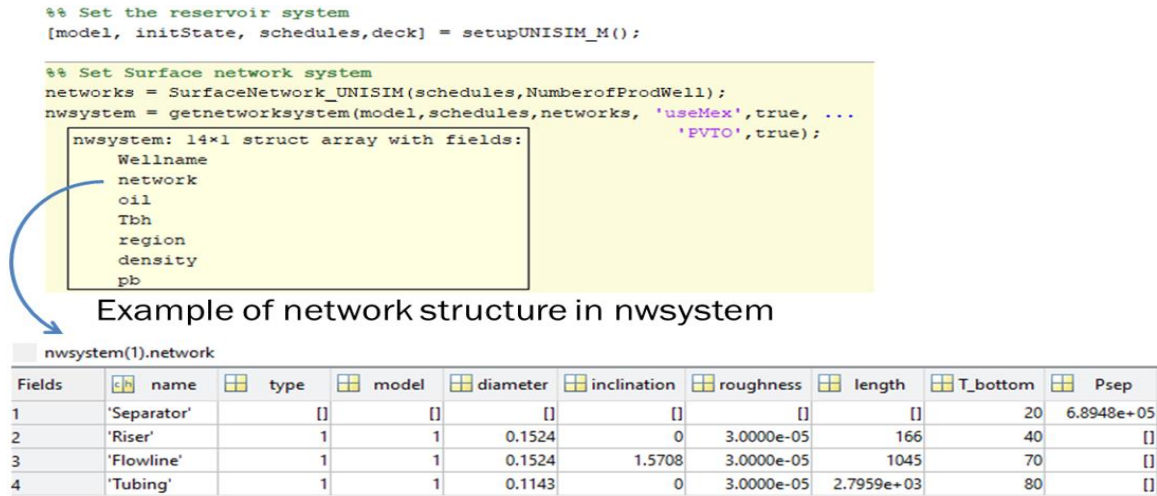 %% Set the reservoir system
[model, initState, schedules,deck] = setupUNISIM_M();
%% Set Surface network system
networks = SurfaceNetwork_UNISIM(schedules,NumberofProdWell);
nwsystem = getnetworksystem(model,schedules,networks, 'useMex',true, ...
'PVTO',true);
nwsystem: 14×1 struct array with fields:
Wellname
network
oil
Tbh
region
density
pb
Example of network structure in nwsystem
nwsystem(1).network
Fields ch name type model diameter inclination roughness length T_bottom Psep
1 'Separator' [] [] [] [] [] [] 20 6.8948e+05
2 'Riser' 1 1 0.1524 0 3.0000e-05 166 40 []
3 'Flowline' 1 1 0.1524 1.5708 3.0000e-05 1045 70 []
4 'Tubing' 1 1 0.1143 0 3.0000e-05 2.7959e+03 80 []